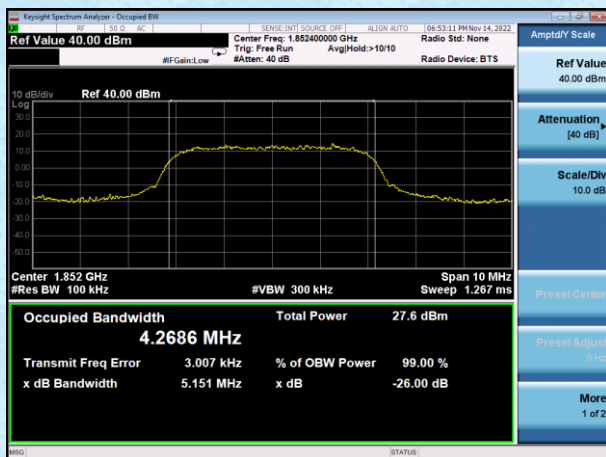 Keysight Spectrum Analyzer - Occupied BW
RF 50 Ω AC SENSE:INT SOURCE OFF ALIGN AUTO 06:53:11 PM Nov 14, 2022
Ref Value 40.00 dBm Center Freq: 1.852400000 GHz Radio Std: None
Trig: Free Run Avg|Hold:>10/10
#IFGain:Low #Atten: 40 dB Radio Device: BTS
10 dB/div Ref 40.00 dBm
Log
30.0
20.0
10.0
0.00
-10.0
-20.0
-30.0
-40.0
-50.0
Center 1.852 GHz Span 10 MHz
#Res BW 100 kHz #VBW 300 kHz Sweep 1.267 ms
Occupied Bandwidth Total Power 27.6 dBm
4.2686 MHz
Transmit Freq Error 3.007 kHz % of OBW Power 99.00 %
x dB Bandwidth 5.151 MHz x dB -26.00 dB
MSG STATUS
Amptd/Y Scale
Ref Value
40.00 dBm
Attenuation
[40 dB]
Scale/Div
10.0 dB
Presel Center
Presel Adjust
0 Hz
More
1 of 2